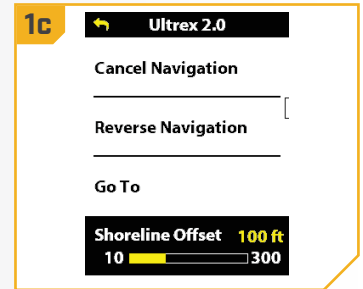 1c
Ultrex 2.0
Cancel Navigation
Reverse Navigation
Go To
Shoreline Offset 100 ft
10 300